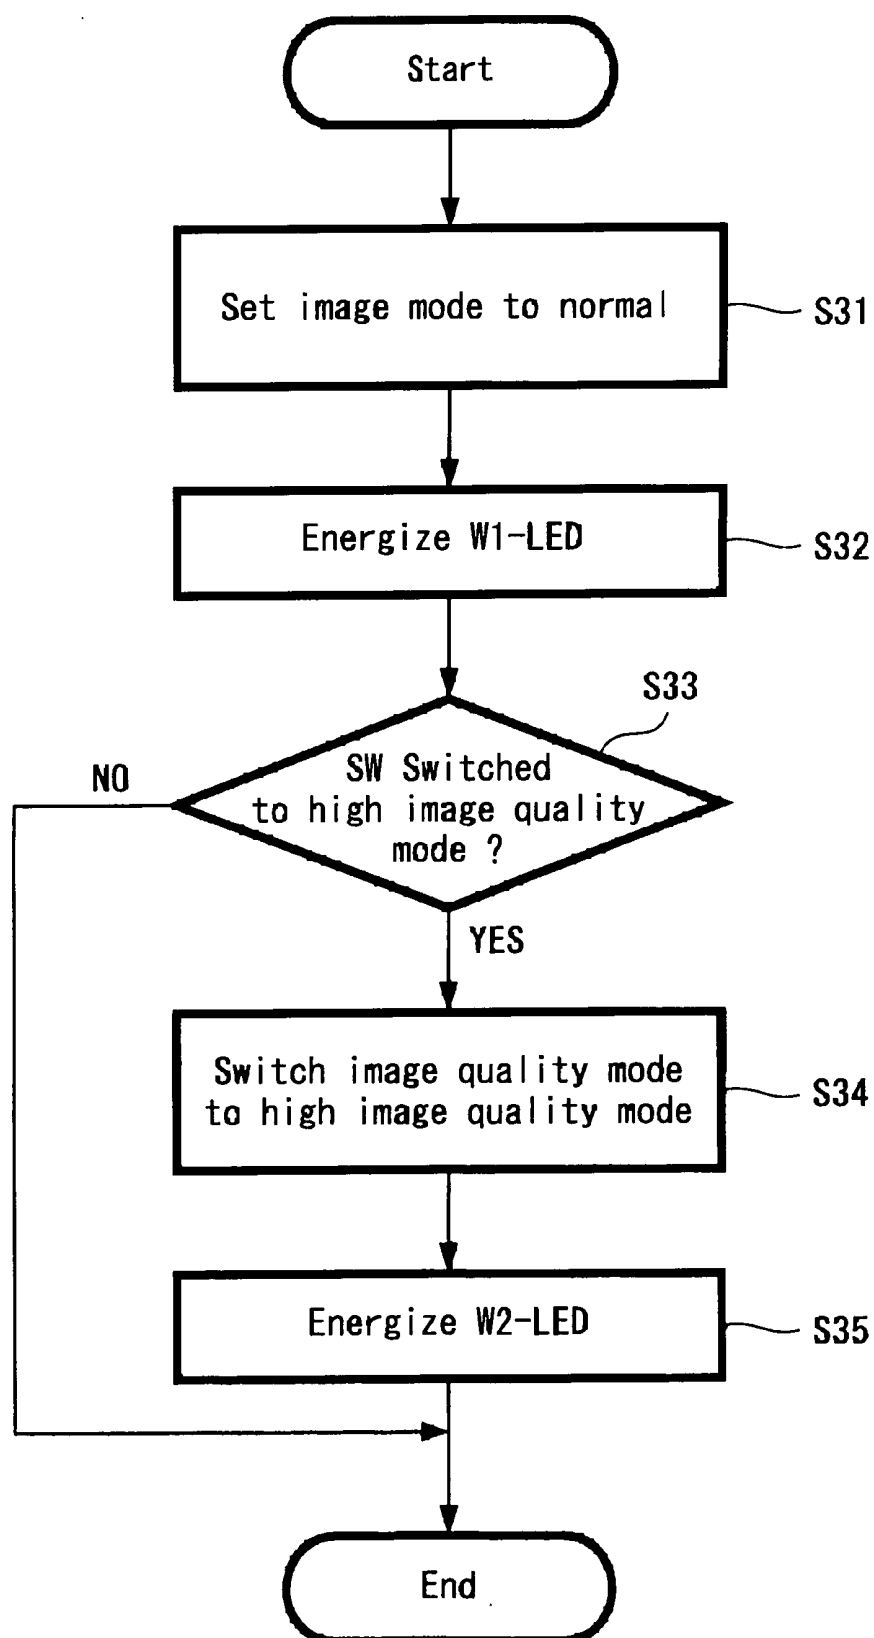 Start
Set image mode to normal
S31
Energize W1-LED
S32
S33
SW Switched
to high image quality
mode ?
NO
YES
Switch image quality mode
to high image quality mode
S34
Energize W2-LED
S35
End